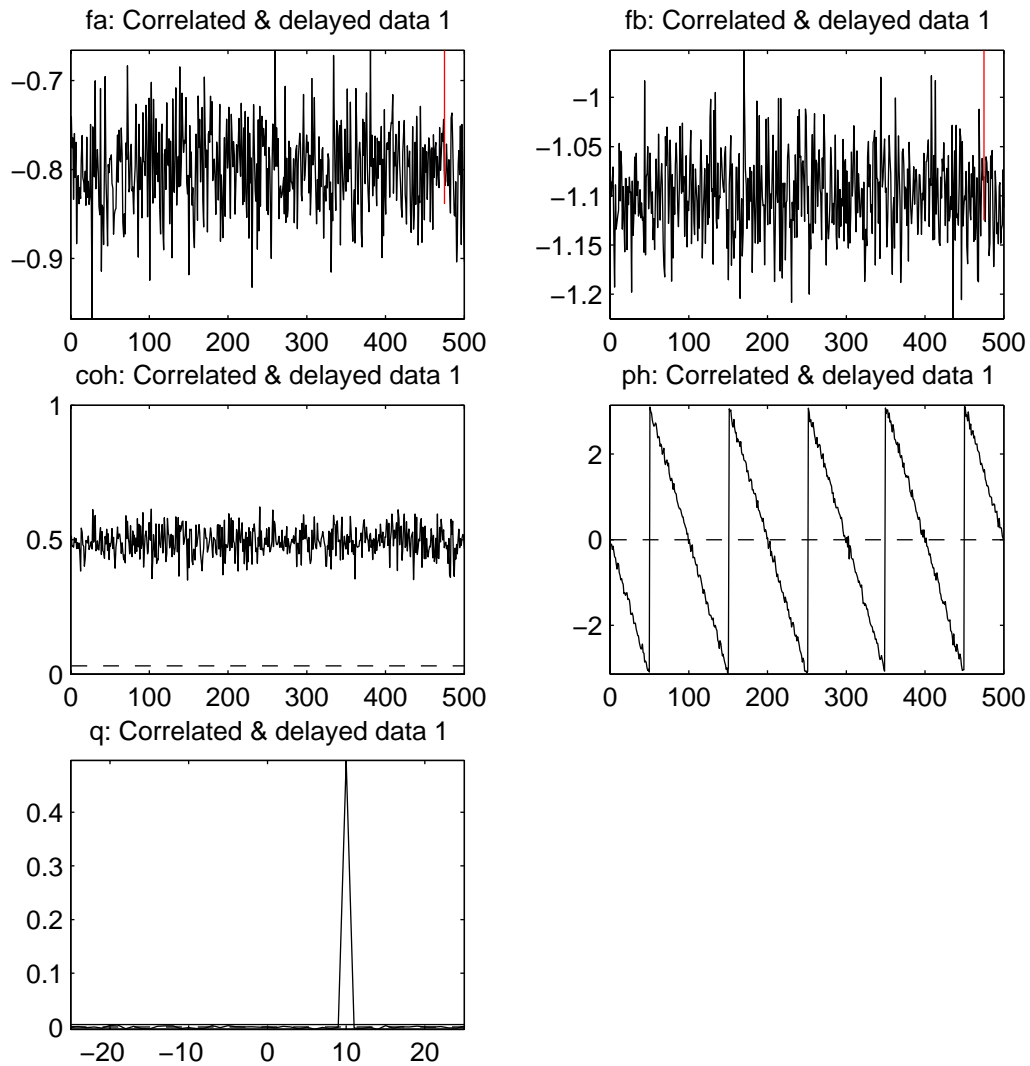 fa: Correlated & delayed data 1
−0.7
−0.8
−0.9
0 100 200 300 400 500
fb: Correlated & delayed data 1
−1
−1.05
−1.1
−1.15
−1.2
0 100 200 300 400 500
coh: Correlated & delayed data 1
1
0.5
0
0 100 200 300 400 500
ph: Correlated & delayed data 1
2
0
−2
0 100 200 300 400 500
q: Correlated & delayed data 1
0.4
0.3
0.2
0.1
0
−20 −10 0 10 20